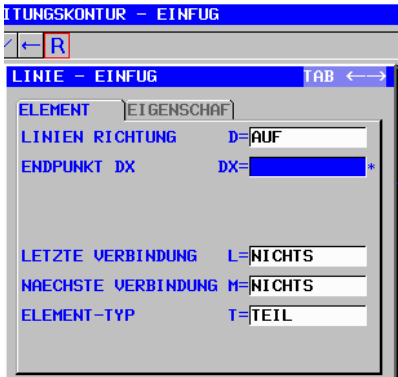 ITUNGSKONTUR - EINFUG
← R
LINIE - EINFUG TAB ←→
ELEMENT EIGENSCHAF
LINIEN RICHTUNG D=AUF
ENDPUNKT DX DX= *
LETZTE VERBINDUNG L=NICHTS
NAECHSTE VERBINDUNG M=NICHTS
ELEMENT-TYP T=TEIL